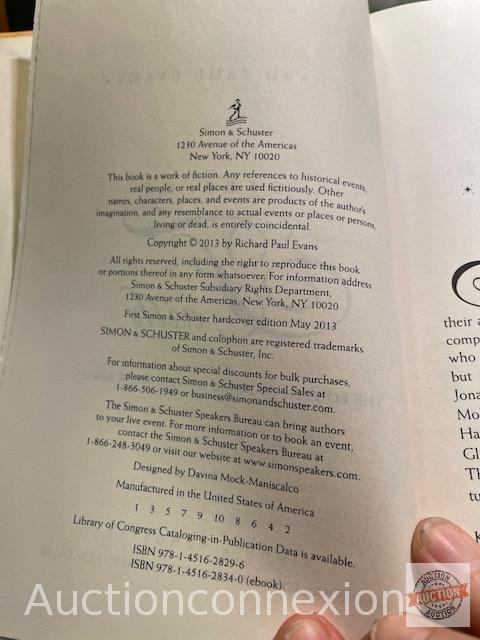 Simon & Schuster
1230 Avenue of the Americas
New York, NY 10020
This book is a work of fiction. Any references to historical events,
real people, or real places are used fictitiously. Other
names, characters, places, and events are products of the author's
imagination, and any resemblance to actual events or places or persons,
living or dead, is entirely coincidental.
Copyright © 2013 by Richard Paul Evans
All rights reserved, including the right to reproduce this book
or portions thereof in any form whatsoever. For information address
Simon & Schuster Subsidiary Rights Department,
1230 Avenue of the Americas, New York, NY 10020
First Simon & Schuster hardcover edition May 2013
SIMON & SCHUSTER and colophon are registered trademarks
of Simon & Schuster, Inc.
For information about special discounts for bulk purchases,
please contact Simon & Schuster Special Sales at
1-866-506-1949 or business@simonandschuster.com.
The Simon & Schuster Speakers Bureau can bring authors
to your live event. For more information or to book an event,
contact the Simon & Schuster Speakers Bureau at
1-866-248-3049 or visit our website at www.simonspeakers.com.
Designed by Davina Mock-Maniscalco
Manufactured in the United States of America
1 3 5 7 9 10 8 6 4 2
Library of Congress Cataloging-in-Publication Data is available.
ISBN 978-1-4516-2829-6
ISBN 978-1-4516-2834-0 (ebook)
their
comp
who
but
Jona
Mo
Ha
Gl
Th
tu
K
Auctionconnexion
AUCTION